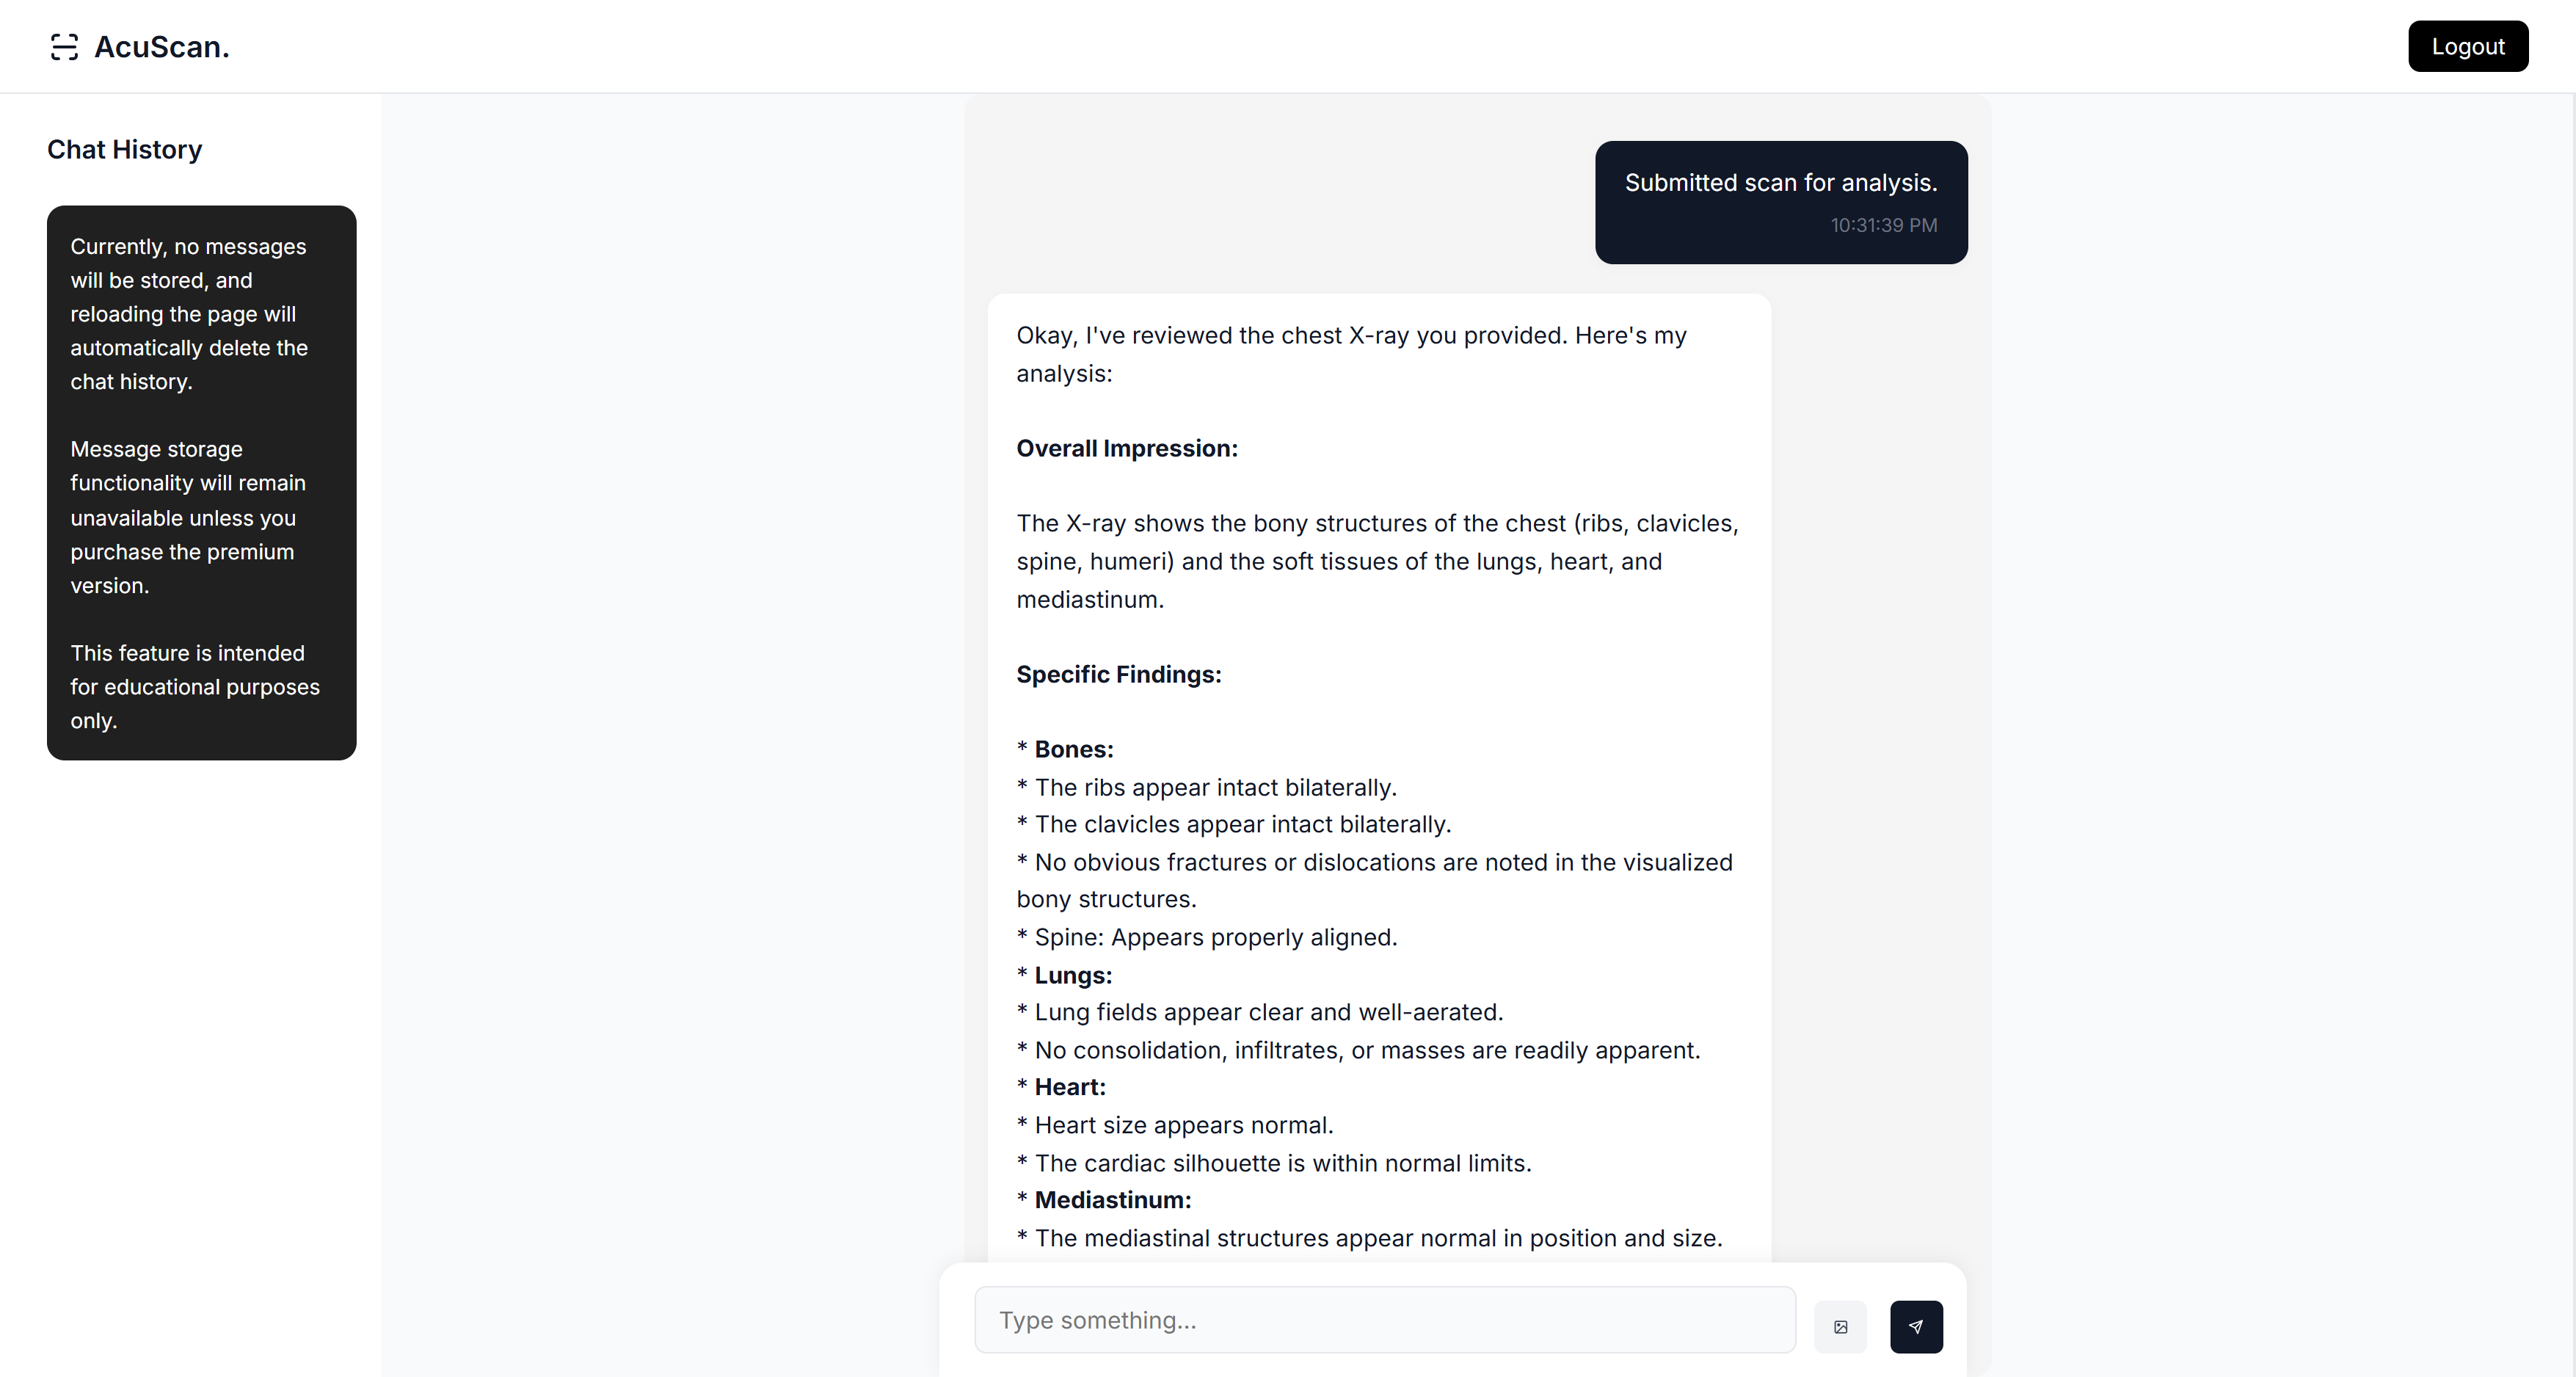 AcuScan.
Logout
Chat History
Currently, no messages
will be stored, and
reloading the page will
automatically delete the
chat history.
Message storage
functionality will remain
unavailable unless you
purchase the premium
version.
This feature is intended
for educational purposes
only.
Submitted scan for analysis.
10:31:39 PM
Okay, I've reviewed the chest X-ray you provided. Here's my
analysis:
Overall Impression:
The X-ray shows the bony structures of the chest (ribs, clavicles,
spine, humeri) and the soft tissues of the lungs, heart, and
mediastinum.
Specific Findings:
* Bones:
* The ribs appear intact bilaterally.
* The clavicles appear intact bilaterally.
* No obvious fractures or dislocations are noted in the visualized
bony structures.
* Spine: Appears properly aligned.
* Lungs:
* Lung fields appear clear and well-aerated.
* No consolidation, infiltrates, or masses are readily apparent.
* Heart:
* Heart size appears normal.
* The cardiac silhouette is within normal limits.
* Mediastinum:
* The mediastinal structures appear normal in position and size.
Type something...